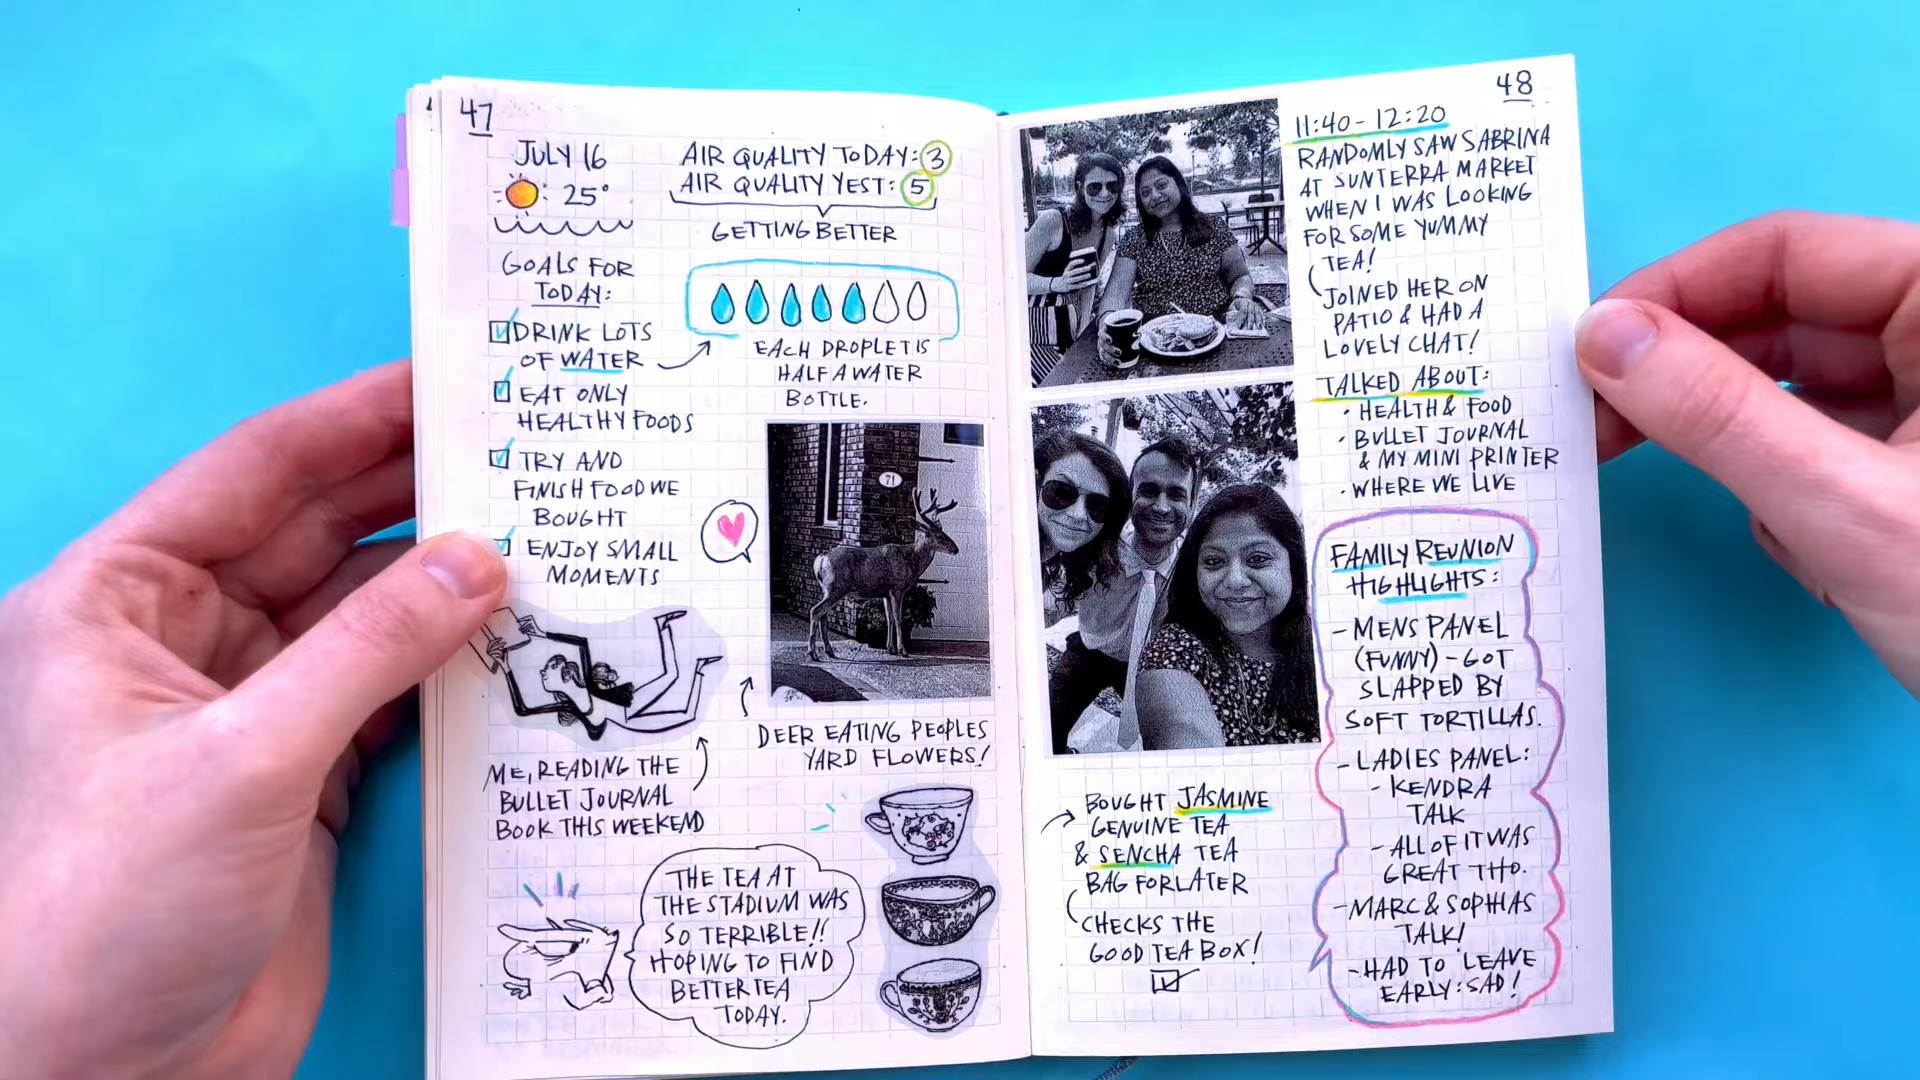 47
JULY 16
25°
AIR QUALITY TODAY: 3
AIR QUALITY YEST: 5
GETTING BETTER
GOALS FOR
TODAY:
DRINK LOTS
OF WATER
EAT ONLY
HEALTHY FOODS
TRY AND
FINISH FOOD WE
BOUGHT
ENJOY SMALL
MOMENTS
EACH DROPLET IS
HALF A WATER
BOTTLE.
71
DEER EATING PEOPLES
YARD FLOWERS!
ME, READING THE
BULLET JOURNAL
BOOK THIS WEEKEND
THE TEA AT
THE STADIUM WAS
SO TERRIBLE!!
HOPING TO FIND
BETTER TEA
TODAY.
48
11:40 - 12:20
RANDOMLY SAW SABRINA
AT SUNTERRA MARKET
WHEN I WAS LOOKING
FOR SOME YUMMY
TEA!
JOINED HER ON
PATIO & HAD A
LOVELY CHAT!
TALKED ABOUT:
• HEALTH & FOOD
• BULLET JOURNAL
& MY MINI PRINTER
• WHERE WE LIVE
BOUGHT JASMINE
GENUINE TEA
& SENCHA TEA
BAG FOR LATER
CHECKS THE
GOOD TEA BOX!
FAMILY REUNION
HIGHLIGHTS:
- MENS PANEL
(FUNNY) - GOT
SLAPPED BY
SOFT TORTILLAS.
- LADIES PANEL:
- KENDRA
TALK
- ALL OF IT WAS
GREAT THO.
- MARC & SOPHIAS
TALK!
- HAD TO LEAVE
EARLY : SAD!